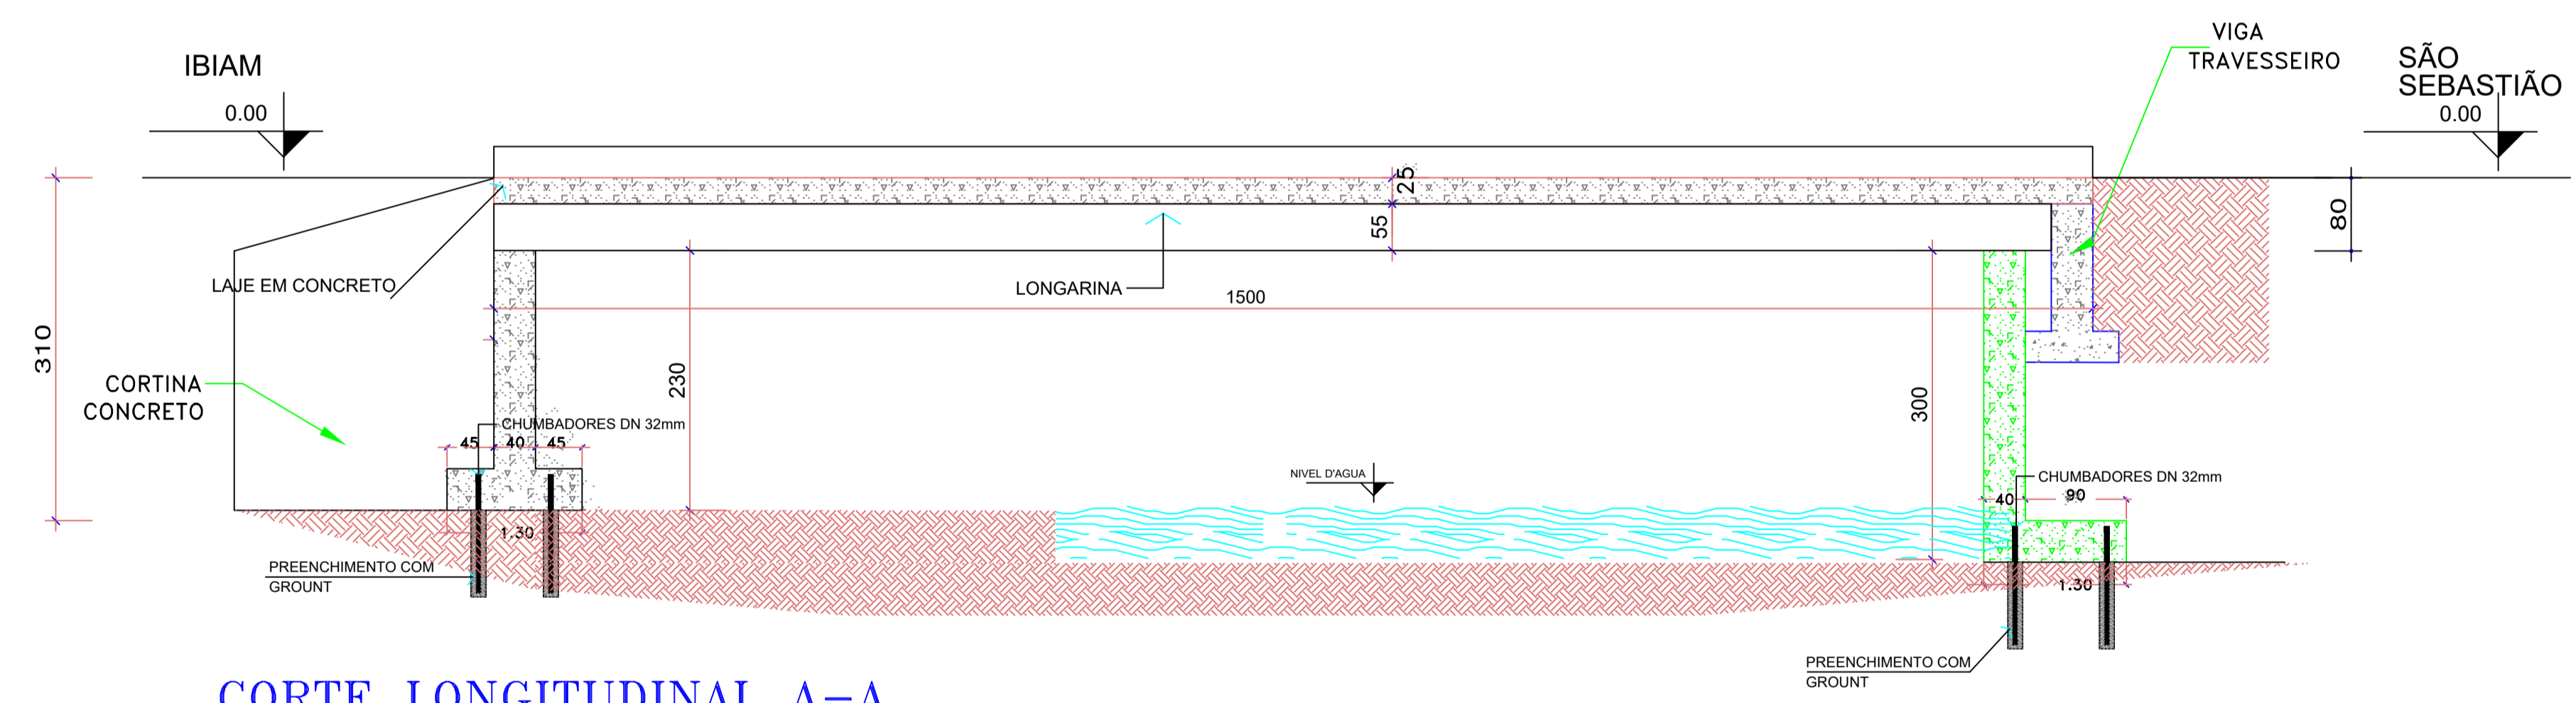 IBIAM
0.00
VIGA
TRAVESSEIRO
SÃO
SEBASTIÃO
0.00
25
55
80
LAJE EM CONCRETO
LONGARINA
1500
310
230
300
CORTINA
CONCRETO
CHUMBADORES DN 32mm
45 40 45
NIVEL D'AGUA
CHUMBADORES DN 32mm
40 90
1.30
PREENCHIMENTO COM
GROUNT
1.30
PREENCHIMENTO COM
GROUNT
CORTE LONGITUDINAL A-A